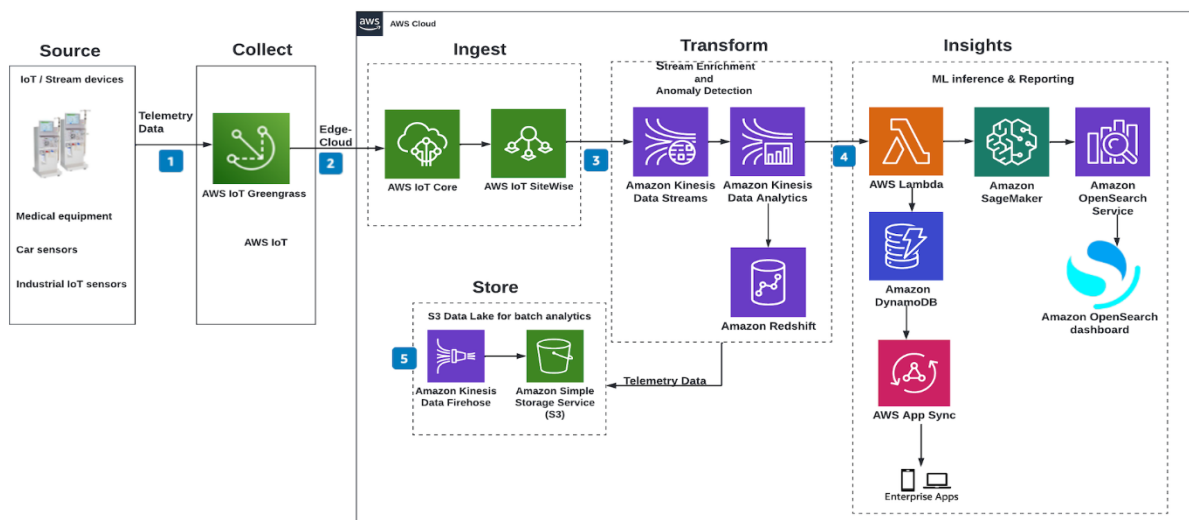 aws
AWS Cloud
Source
IoT / Stream devices
Medical equipment
Car sensors
Industrial IoT sensors
Telemetry
Data
1
Collect
AWS IoT Greengrass
AWS IoT
Edge-
Cloud
2
Ingest
AWS IoT Core
AWS IoT SiteWise
3
Transform
Stream Enrichment
and
Anomaly Detection
Amazon Kinesis
Data Streams
Amazon Kinesis
Data Analytics
Amazon Redshift
4
Insights
ML inference & Reporting
AWS Lambda
Amazon
SageMaker
Amazon
OpenSearch
Service
Amazon
DynamoDB
Amazon OpenSearch
dashboard
AWS App Sync
Enterprise Apps
Store
S3 Data Lake for batch analytics
5
Amazon Kinesis
Data Firehose
Amazon Simple
Storage Service
(S3)
Telemetry Data